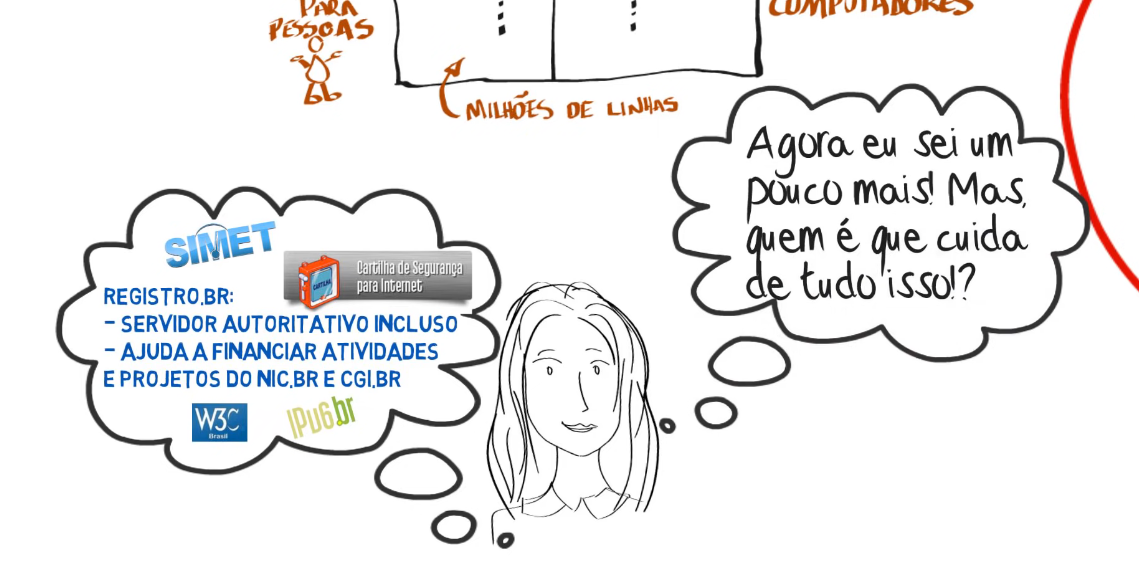 PARA
PESSOAS
COMPUTADORES
MILHÕES DE LINHAS
Agora eu sei um
pouco mais! Mas,
quem é que cuida
de tudo isso!?
SIMET
CARTILHA
Cartilha de Segurança
para Internet
REGISTRO.BR:
- SERVIDOR AUTORITATIVO INCLUSO
- AJUDA A FINANCIAR ATIVIDADES
E PROJETOS DO NIC.BR E CGI.BR
W3C
Brasil
IPv6.br